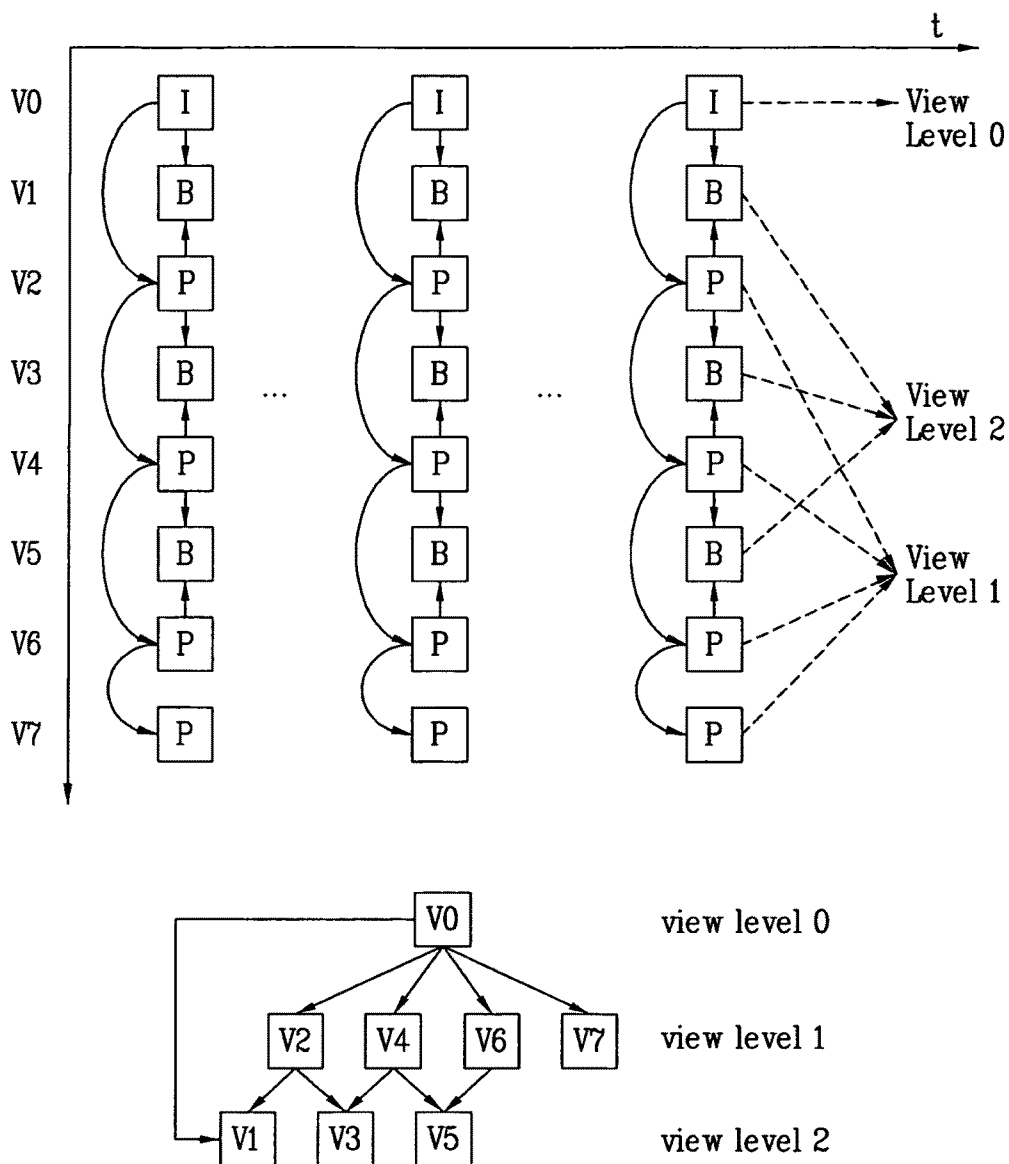 t
V0 I I I View
Level 0
V1 B B B
V2 P P P
V3 B ... B ... B View
Level 2
V4 P P P
V5 B B B View
Level 1
V6 P P P
V7 P P P
V0 view level 0
V2 V4 V6 V7 view level 1
V1 V3 V5 view level 2